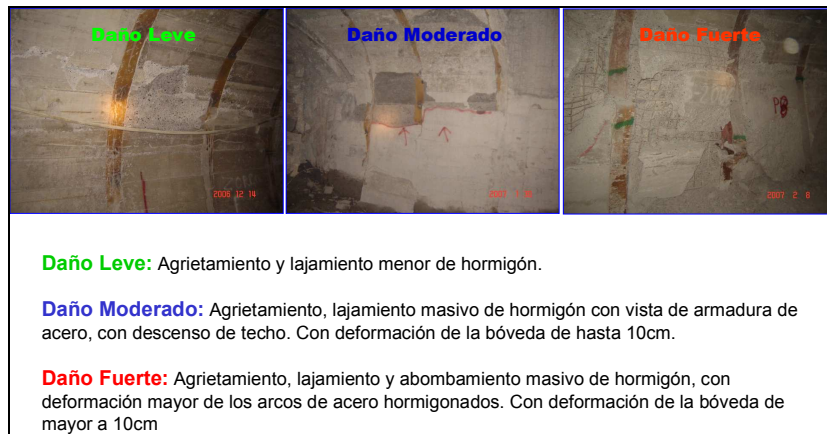 Daño Leve
Daño Moderado
Daño Fuerte
2006 12 14
2007 2 8
Daño Leve: Agrietamiento y lajamiento menor de hormigón.
Daño Moderado: Agrietamiento, lajamiento masivo de hormigón con vista de armadura de
acero, con descenso de techo. Con deformación de la bóveda de hasta 10cm.
Daño Fuerte: Agrietamiento, lajamiento y abombamiento masivo de hormigón, con
deformación mayor de los arcos de acero hormigonados. Con deformación de la bóveda de
mayor a 10cm